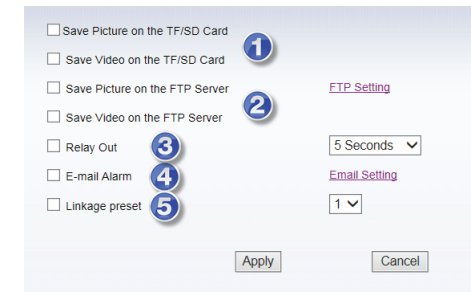 Save Picture on the TF/SD Card
1
Save Video on the TF/SD Card
Save Picture on the FTP Server FTP Setting
2
Save Video on the FTP Server
Relay Out 3 5 Seconds
E-mail Alarm 4 Email Setting
Linkage preset 5 1
Apply Cancel